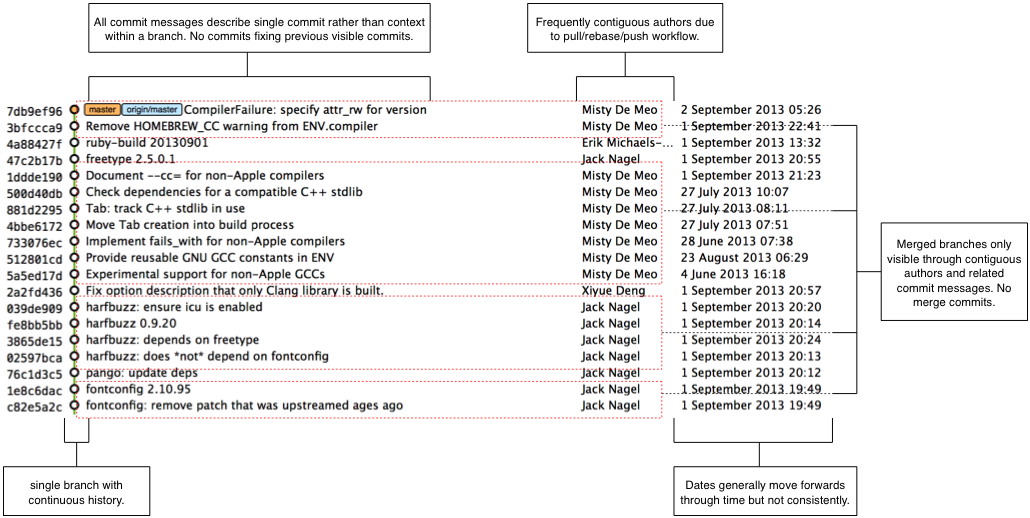 All commit messages describe single commit rather than context
within a branch. No commits fixing previous visible commits.
Frequently contiguous authors due
to pull/rebase/push workflow.
7db9ef96 master origin/master CompilerFailure: specify attr_rw for version Misty De Meo 2 September 2013 05:26
3bfccca9 Remove HOMEBREW_CC warning from ENV.compiler Misty De Meo 1 September 2013 22:41
4a88427f ruby-build 20130901 Erik Michaels-... 1 September 2013 13:32
47c2b17b freetype 2.5.0.1 Jack Nagel 1 September 2013 20:55
1ddde190 Document --cc= for non-Apple compilers Misty De Meo 1 September 2013 21:23
500d40db Check dependencies for a compatible C++ stdlib Misty De Meo 27 July 2013 10:07
881d2295 Tab: track C++ stdlib in use Misty De Meo 27 July 2013 08:11
4bbe6172 Move Tab creation into build process Misty De Meo 27 July 2013 07:51
733076ec Implement fails_with for non-Apple compilers Misty De Meo 28 June 2013 07:38
512801cd Provide reusable GNU GCC constants in ENV Misty De Meo 23 August 2013 06:29
5a5ed17d Experimental support for non-Apple GCCs Misty De Meo 4 June 2013 16:18
2a2fd436 Fix option description that only Clang library is built. Xiyue Deng 1 September 2013 20:57
039de909 harfbuzz: ensure icu is enabled Jack Nagel 1 September 2013 20:20
fe8bb5bb harfbuzz 0.9.20 Jack Nagel 1 September 2013 20:14
3865de15 harfbuzz: depends on freetype Jack Nagel 1 September 2013 20:24
02597bca harfbuzz: does *not* depend on fontconfig Jack Nagel 1 September 2013 20:13
76c1d3c5 pango: update deps Jack Nagel 1 September 2013 20:12
1e8c6dac fontconfig 2.10.95 Jack Nagel 1 September 2013 19:49
c82e5a2c fontconfig: remove patch that was upstreamed ages ago Jack Nagel 1 September 2013 19:49
Merged branches only
visible through contiguous
authors and related
commit messages. No
merge commits.
single branch with
continuous history.
Dates generally move forwards
through time but not consistently.